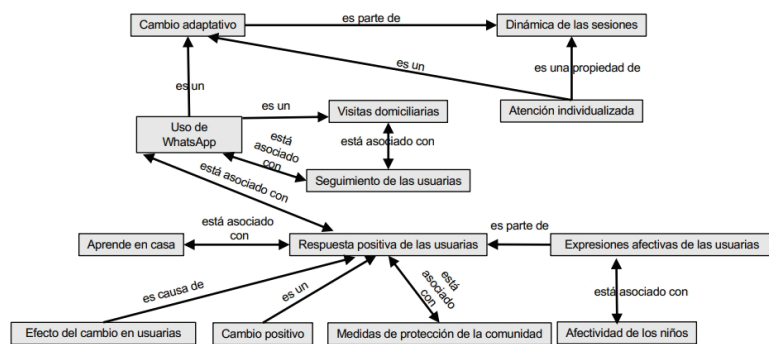 Cambio adaptativo
es parte de
Dinámica de las sesiones
es un
es un
es una propiedad de
Atención individualizada
Uso de
WhatsApp
es un
Visitas domiciliarias
está asociado con
está
asociado
con
Seguimiento de las usuarias
está asociado con
Aprende en casa
está asociado
con
Respuesta positiva de las usuarias
es parte de
Expresiones afectivas de las usuarias
es causa de
es un
está
asociado
con
está asociado con
Efecto del cambio en usuarias
Cambio positivo
Medidas de protección de la comunidad
Afectividad de los niños